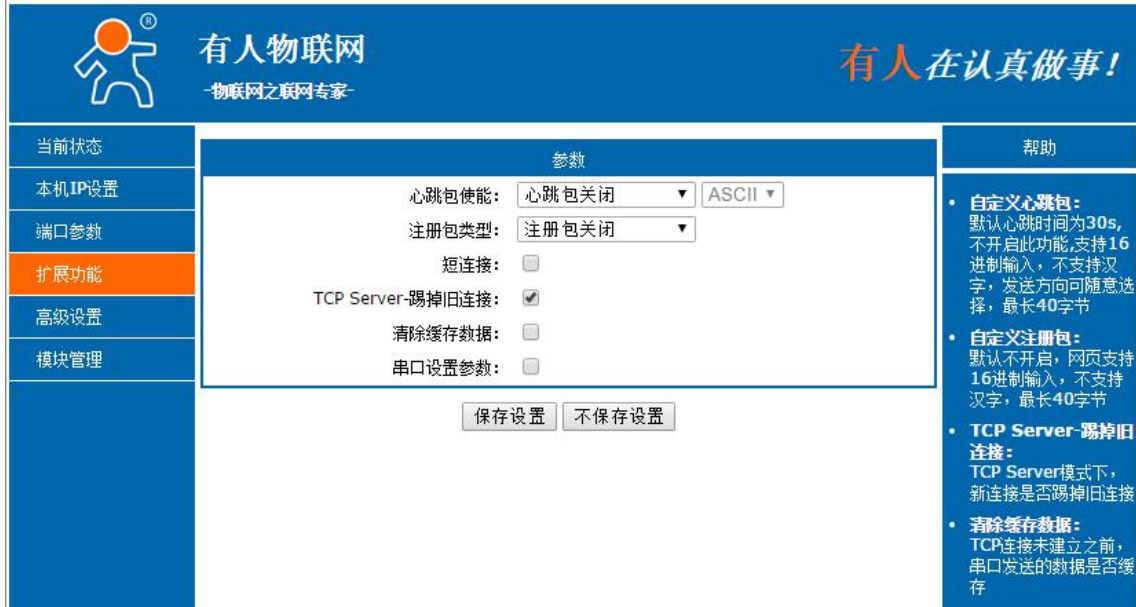 ®
有人物联网
-物联网之联网专家-
有人在认真做事！
当前状态
本机IP设置
端口参数
扩展功能
高级设置
模块管理
参数
心跳包使能： 心跳包关闭 ASCII
注册包类型： 注册包关闭
短连接：
TCP Server-踢掉旧连接：
清除缓存数据：
串口设置参数：
保存设置 不保存设置
帮助
• 自定义心跳包：
默认心跳时间为30s,
不开启此功能,支持16
进制输入，不支持汉
字，发送方向可随意选
择，最长40字节
• 自定义注册包：
默认不开启，网页支持
16进制输入，不支持
汉字，最长40字节
• TCP Server-踢掉旧
连接：
TCP Server模式下，
新连接是否踢掉旧连接
• 清除缓存数据：
TCP连接未建立之前，
串口发送的数据是否缓
存